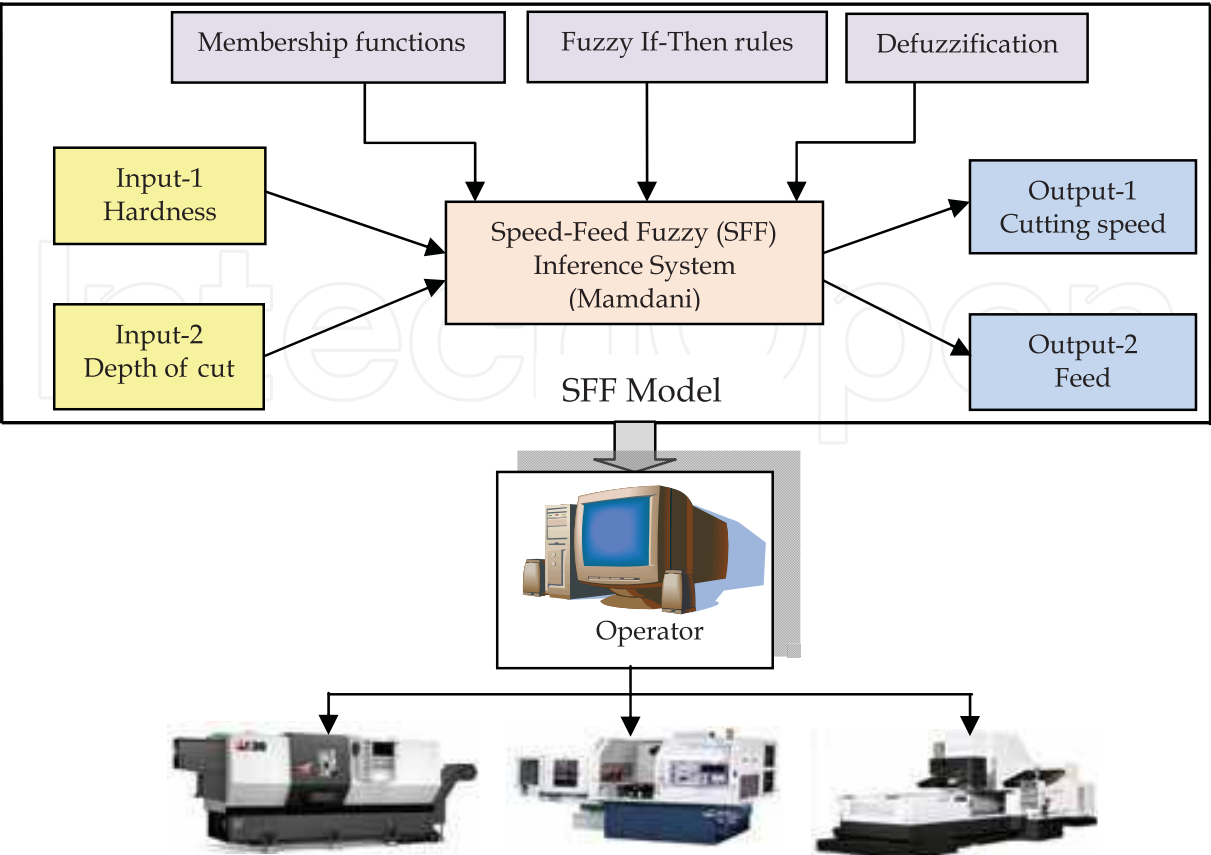 Membership functions
Fuzzy If-Then rules
Defuzzification
Input-1
Hardness
Speed-Feed Fuzzy (SFF)
Inference System
(Mamdani)
Output-1
Cutting speed
Input-2
Depth of cut
Output-2
Feed
SFF Model
IntechOpen
Operator